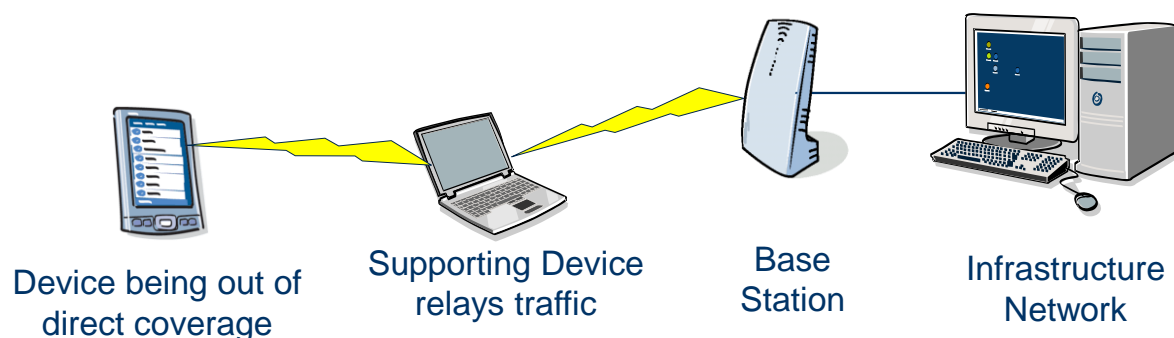 Device being out of
direct coverage
Supporting Device
relays traffic
Base
Station
Infrastructure
Network